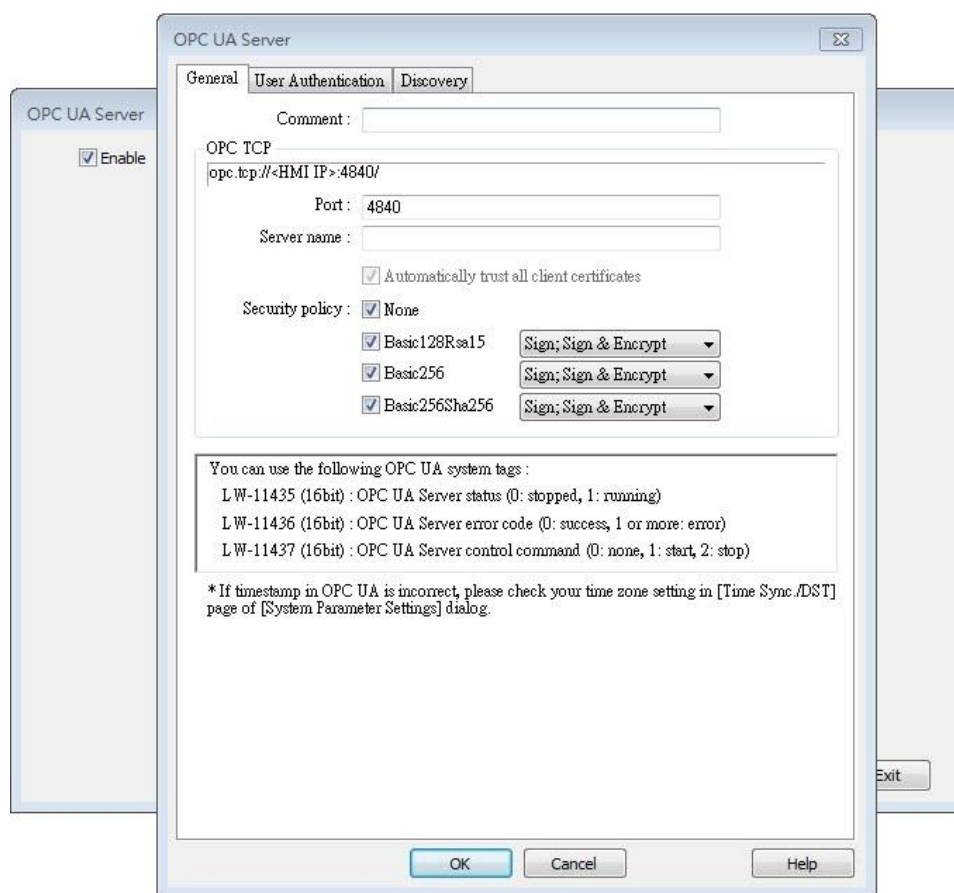 OPC UA Server
General User Authentication Discovery
OPC UA Server
Enable
Comment :
OPC TCP
opc.tcp://<HMI IP>:4840/
Port : 4840
Server name :
Automatically trust all client certificates
Security policy : None
Basic128Rsa15 Sign; Sign & Encrypt
Basic256 Sign; Sign & Encrypt
Basic256Sha256 Sign; Sign & Encrypt
You can use the following OPC UA system tags :
LW-11435 (16bit) : OPC UA Server status (0: stopped, 1: running)
LW-11436 (16bit) : OPC UA Server error code (0: success, 1 or more: error)
LW-11437 (16bit) : OPC UA Server control command (0: none, 1: start, 2: stop)
* If timestamp in OPC UA is incorrect, please check your time zone setting in [Time Sync./DST]
page of [System Parameter Settings] dialog.
Exit
OK Cancel Help